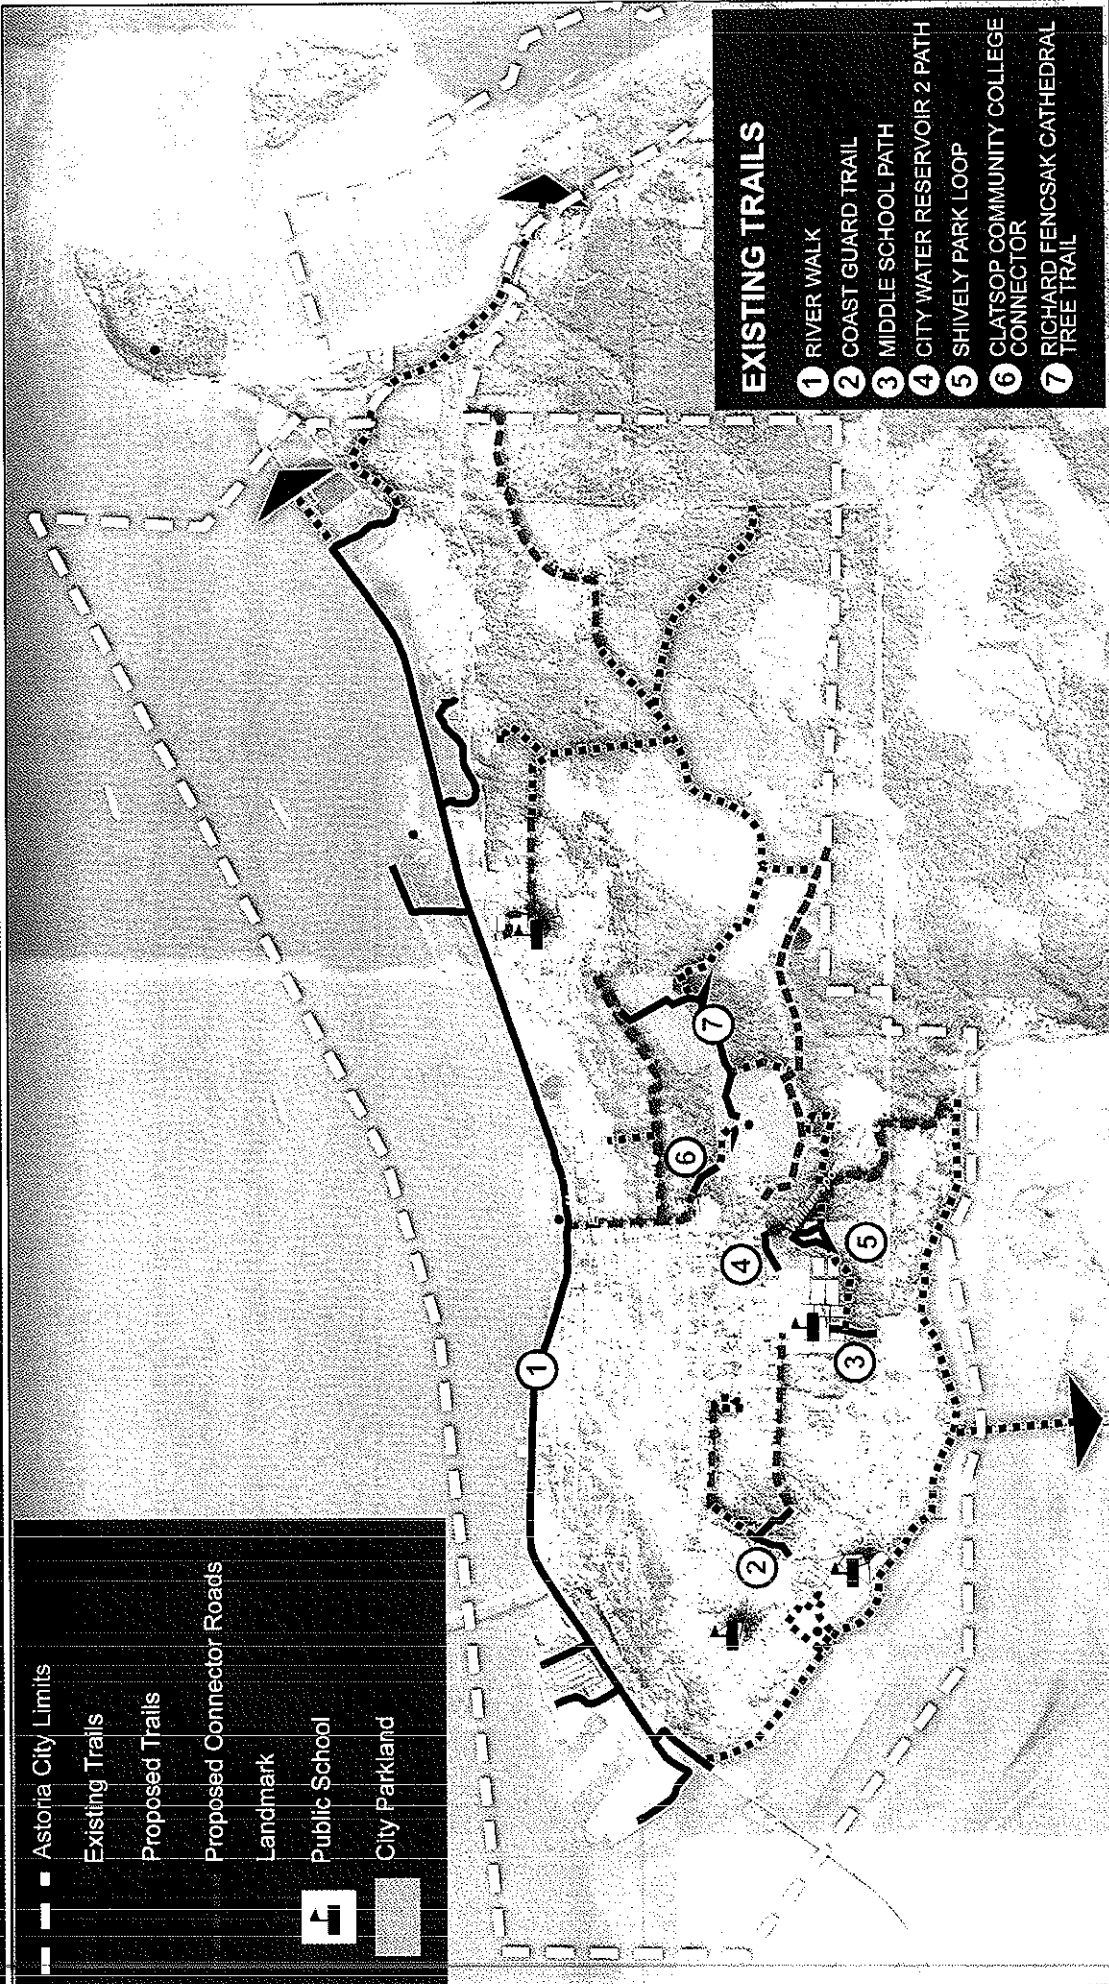 Astoria City Limits
Existing Trails
Proposed Trails
Proposed Connector Roads
Landmark
Public School
City Parkland
EXISTING TRAILS
1 RIVER WALK
2 COAST GUARD TRAIL
3 MIDDLE SCHOOL PATH
4 CITY WATER RESERVOIR 2 PATH
5 SHIVELY PARK LOOP
6 CLATSOP COMMUNITY COLLEGE
CONNECTOR
7 RICHARD FENCSAK CATHEDRAL
TREE TRAIL
1
2
3
4
5
6
7